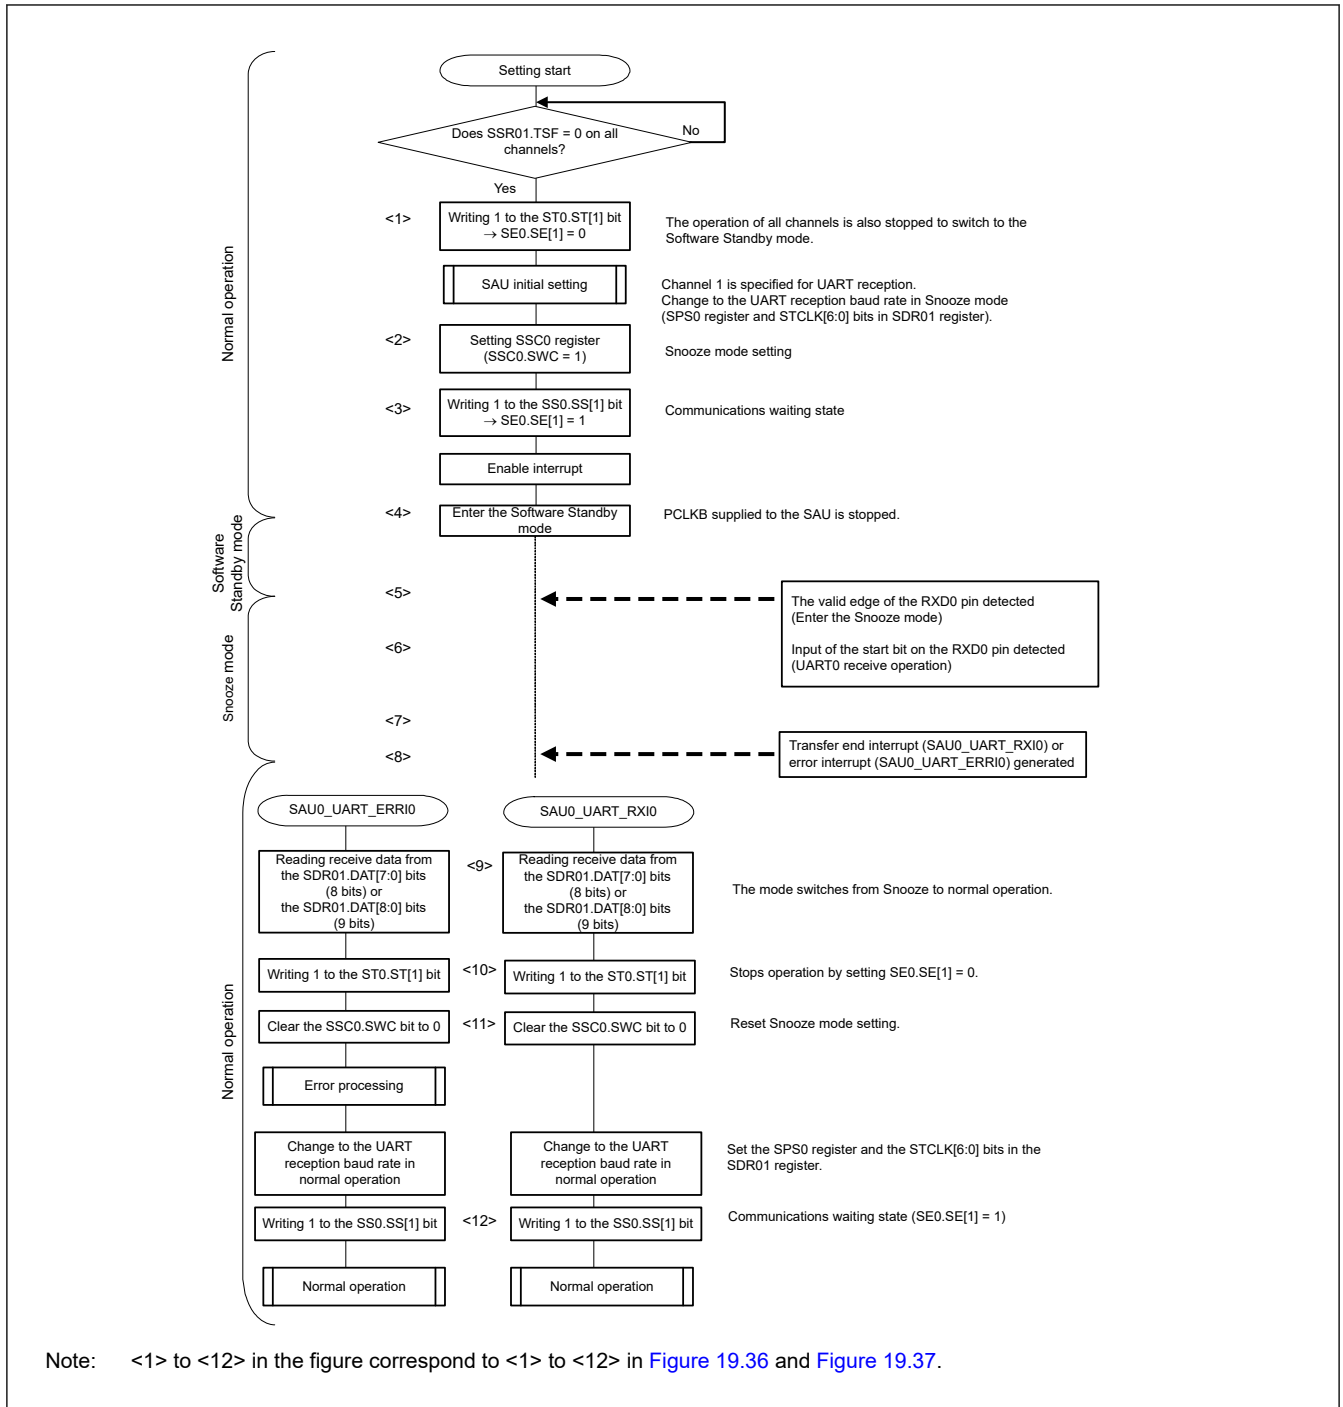 Setting start
Does SSR01.TSF = 0 on all
channels?
No
Yes
<1>
Writing 1 to the ST0.ST[1] bit
→ SE0.SE[1] = 0
The operation of all channels is also stopped to switch to the
Software Standby mode.
SAU initial setting
Channel 1 is specified for UART reception.
Change to the UART reception baud rate in Snooze mode
(SPS0 register and STCLK[6:0] bits in SDR01 register).
Normal operation
<2>
Setting SSC0 register
(SSC0.SWC = 1)
Snooze mode setting
<3>
Writing 1 to the SS0.SS[1] bit
→ SE0.SE[1] = 1
Communications waiting state
Enable interrupt
<4>
Enter the Software Standby
mode
PCLKB supplied to the SAU is stopped.
Software
Standby mode
<5>
The valid edge of the RXD0 pin detected
(Enter the Snooze mode)
<6>
Input of the start bit on the RXD0 pin detected
(UART0 receive operation)
Snooze mode
<7>
<8>
Transfer end interrupt (SAU0_UART_RXI0) or
error interrupt (SAU0_UART_ERRI0) generated
SAU0_UART_ERRI0
SAU0_UART_RXI0
Reading receive data from
the SDR01.DAT[7:0] bits
(8 bits) or
the SDR01.DAT[8:0] bits
(9 bits)
<9>
Reading receive data from
the SDR01.DAT[7:0] bits
(8 bits) or
the SDR01.DAT[8:0] bits
(9 bits)
The mode switches from Snooze to normal operation.
Writing 1 to the ST0.ST[1] bit
<10>
Writing 1 to the ST0.ST[1] bit
Stops operation by setting SE0.SE[1] = 0.
Clear the SSC0.SWC bit to 0
<11>
Clear the SSC0.SWC bit to 0
Reset Snooze mode setting.
Normal operation
Error processing
Change to the UART
reception baud rate in
normal operation
Change to the UART
reception baud rate in
normal operation
Set the SPS0 register and the STCLK[6:0] bits in the
SDR01 register.
Writing 1 to the SS0.SS[1] bit
<12>
Writing 1 to the SS0.SS[1] bit
Communications waiting state (SE0.SE[1] = 1)
Normal operation
Normal operation
Note: <1> to <12> in the figure correspond to <1> to <12> in Figure 19.36 and Figure 19.37.